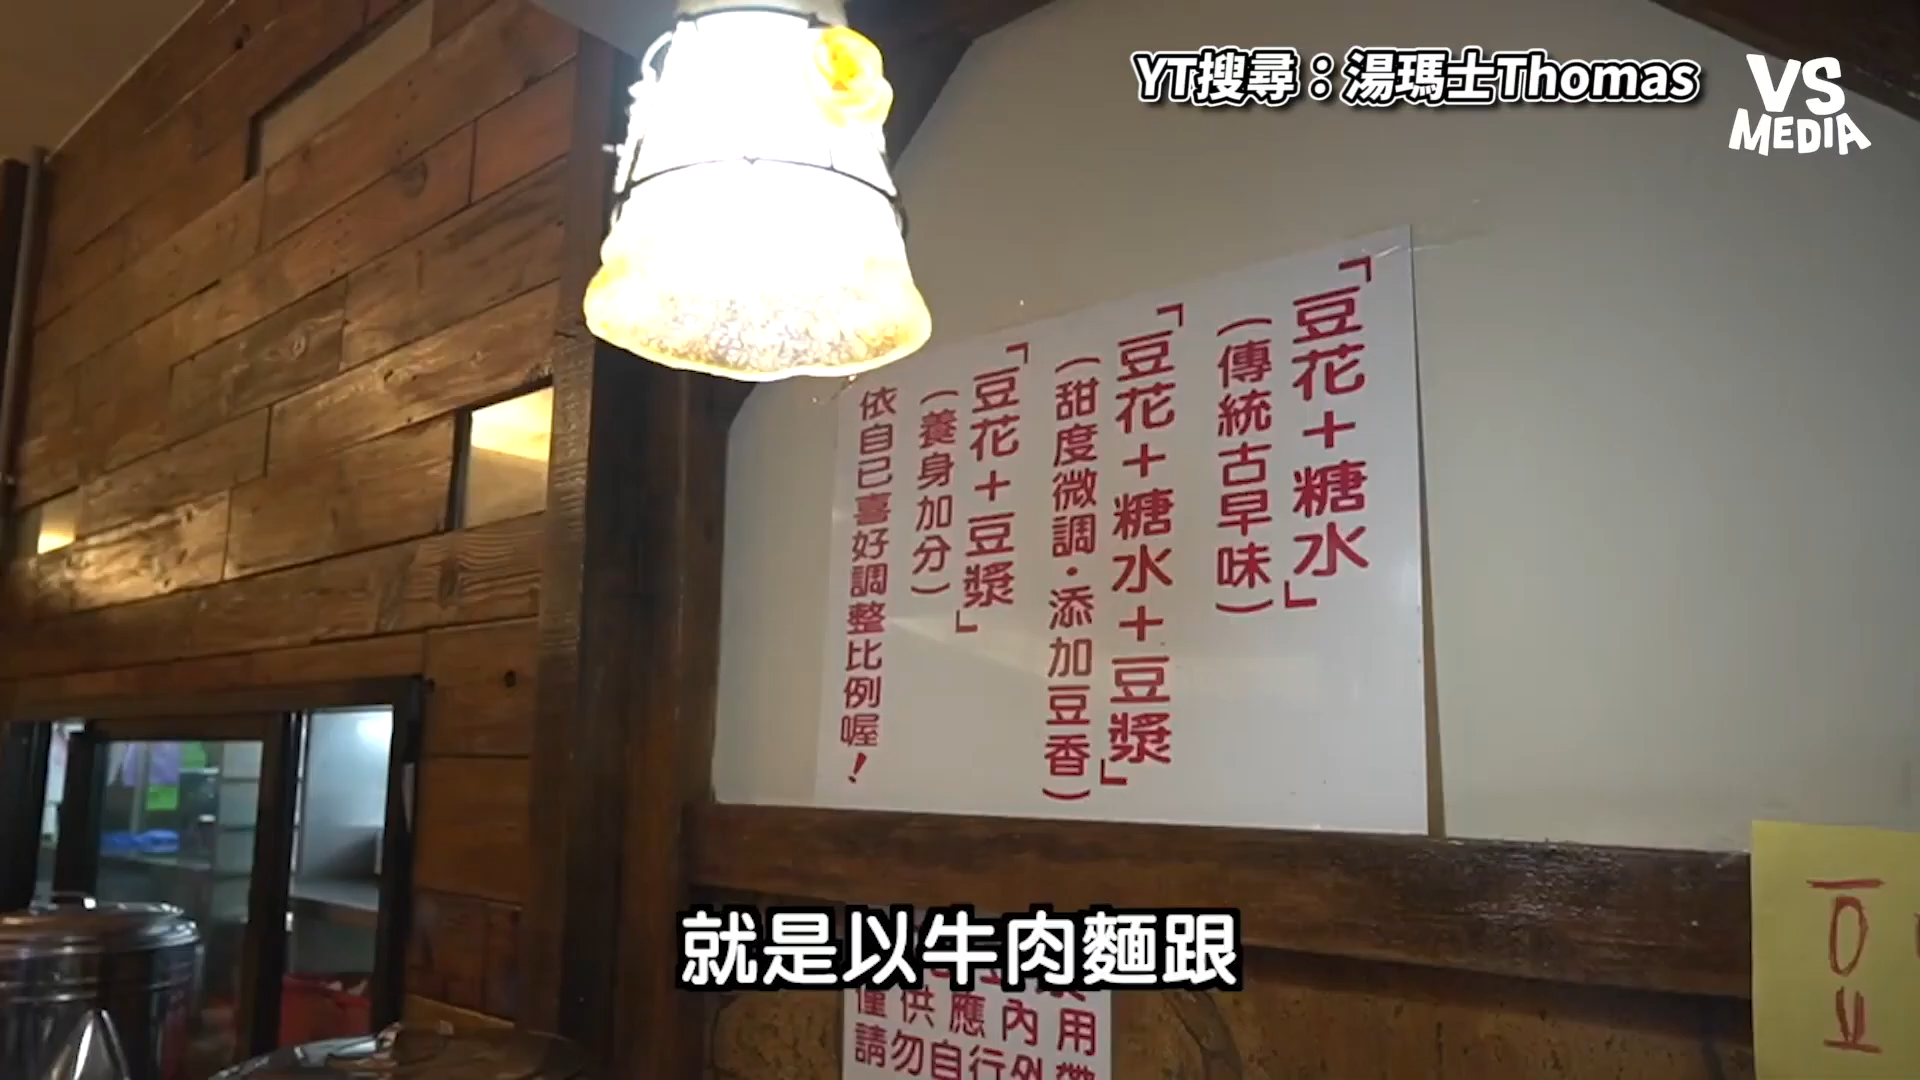 YT搜尋：湯瑪士Thomas
VS
MEDIA
「豆花＋糖水」
（傳統古早味）
「豆花＋糖水＋豆漿」
（甜度微調·添加豆香）
「豆花＋豆漿」
（養身加分）
依自已喜好調整比例喔！
就是以牛肉麵跟
僅供應內用
請勿自行外帶
豆